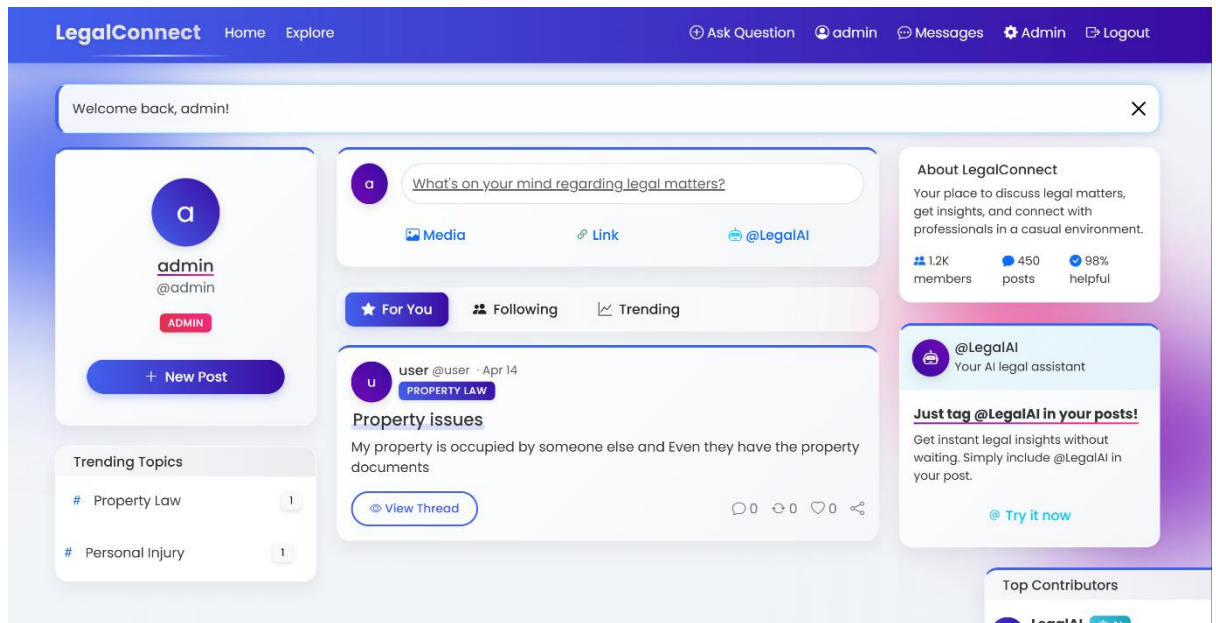 LegalConnect Home Explore Ask Question admin Messages Admin Logout
Welcome back, admin!
a
admin
@admin
ADMIN
+ New Post
Trending Topics
# Property Law 1
# Personal Injury 1
a What's on your mind regarding legal matters?
Media Link @LegalAI
For You Following Trending
u user @user · Apr 14
PROPERTY LAW
Property issues
My property is occupied by someone else and Even they have the property
documents
View Thread 0 0 0
About LegalConnect
Your place to discuss legal matters,
get insights, and connect with
professionals in a casual environment.
1.2K 450 98%
members posts helpful
@LegalAI
Your AI legal assistant
Just tag @LegalAI in your posts!
Get instant legal insights without
waiting. Simply include @LegalAI in
your post.
@ Try it now
Top Contributors
LegalAI